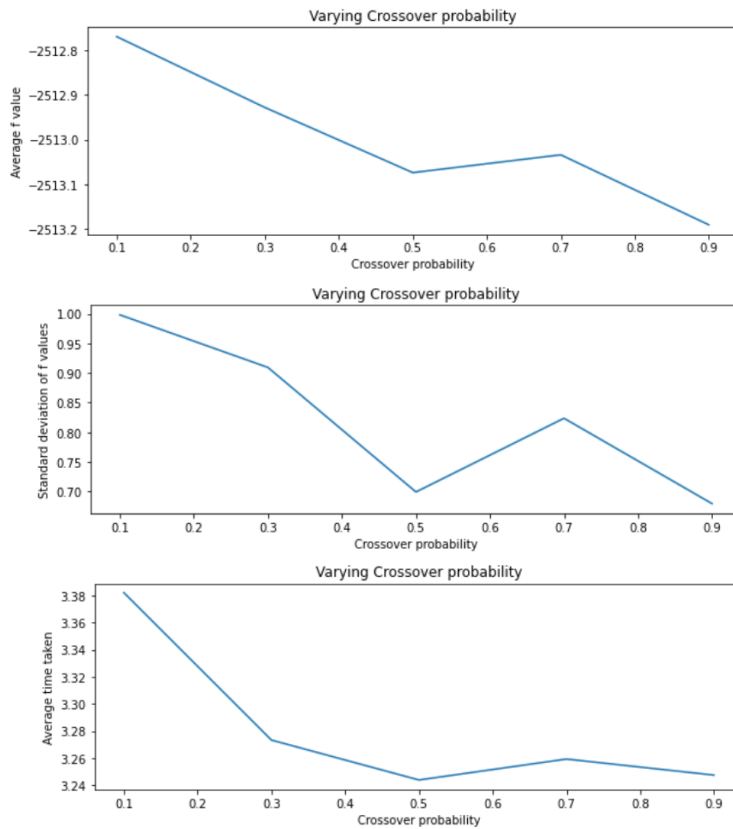 Varying Crossover probability
Average f value
−2512.8
−2512.9
−2513.0
−2513.1
−2513.2
0.1 0.2 0.3 0.4 0.5 0.6 0.7 0.8 0.9
Crossover probability
Varying Crossover probability
Standard deviation of f values
1.00
0.95
0.90
0.85
0.80
0.75
0.70
0.1 0.2 0.3 0.4 0.5 0.6 0.7 0.8 0.9
Crossover probability
Varying Crossover probability
Average time taken
3.38
3.36
3.34
3.32
3.30
3.28
3.26
3.24
0.1 0.2 0.3 0.4 0.5 0.6 0.7 0.8 0.9
Crossover probability